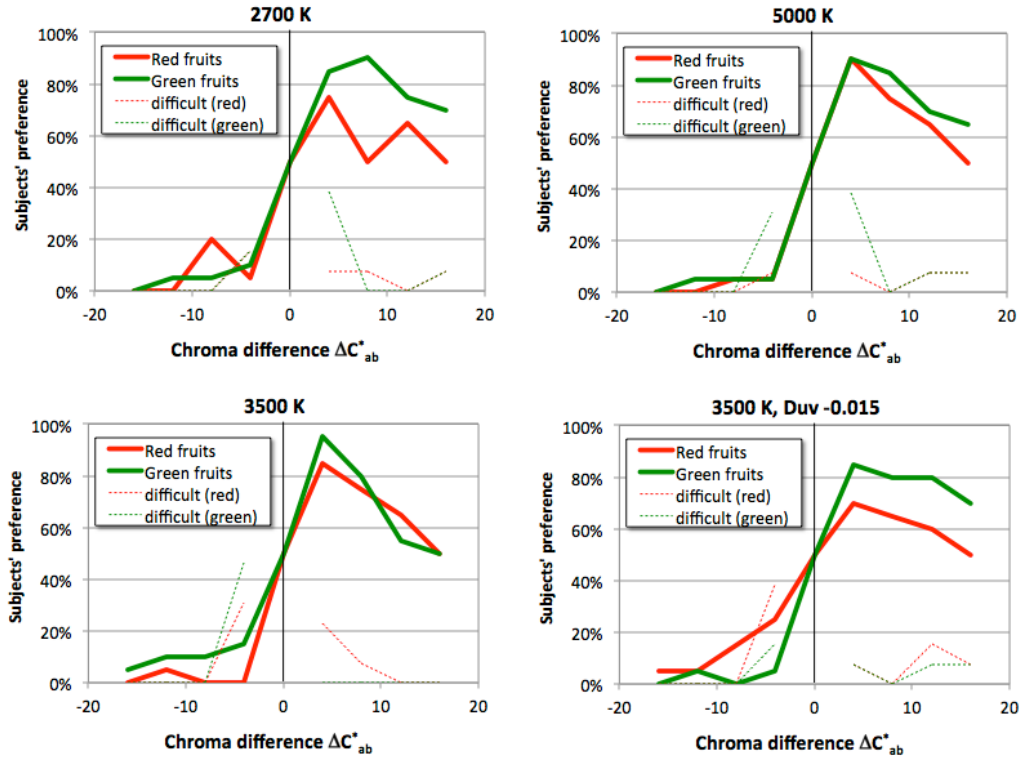 2700 K
100%
80%
60%
40%
20%
0%
Subjects' preference
Red fruits
Green fruits
difficult (red)
difficult (green)
-20 -10 0 10 20
Chroma difference ΔC*ab
5000 K
100%
80%
60%
40%
20%
0%
Subjects' preference
Red fruits
Green fruits
difficult (red)
difficult (green)
-20 -10 0 10 20
Chroma difference ΔC*ab
3500 K
100%
80%
60%
40%
20%
0%
Subjects' preference
Red fruits
Green fruits
difficult (red)
difficult (green)
-20 -10 0 10 20
Chroma difference ΔC*ab
3500 K, Duv -0.015
100%
80%
60%
40%
20%
0%
Subjects' preference
Red fruits
Green fruits
difficult (red)
difficult (green)
-20 -10 0 10 20
Chroma difference ΔC*ab